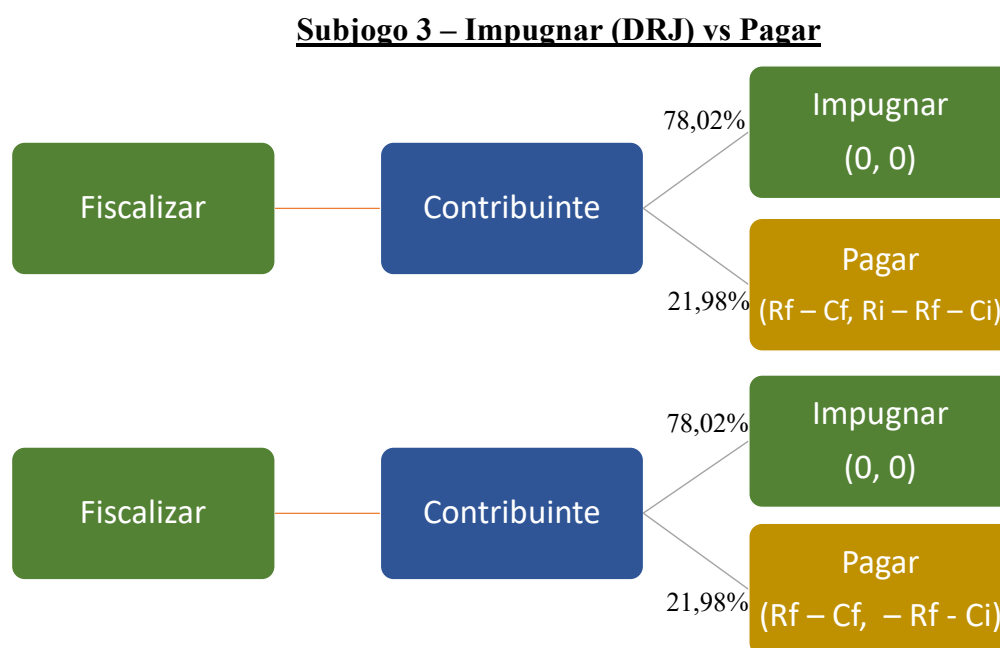 Subjogo 3 – Impugnar (DRJ) vs Pagar
Fiscalizar
Contribuinte
78,02%
Impugnar
(0, 0)
21,98%
Pagar
(Rf – Cf, Ri – Rf – Ci)
Fiscalizar
Contribuinte
78,02%
Impugnar
(0, 0)
21,98%
Pagar
(Rf – Cf, – Rf - Ci)